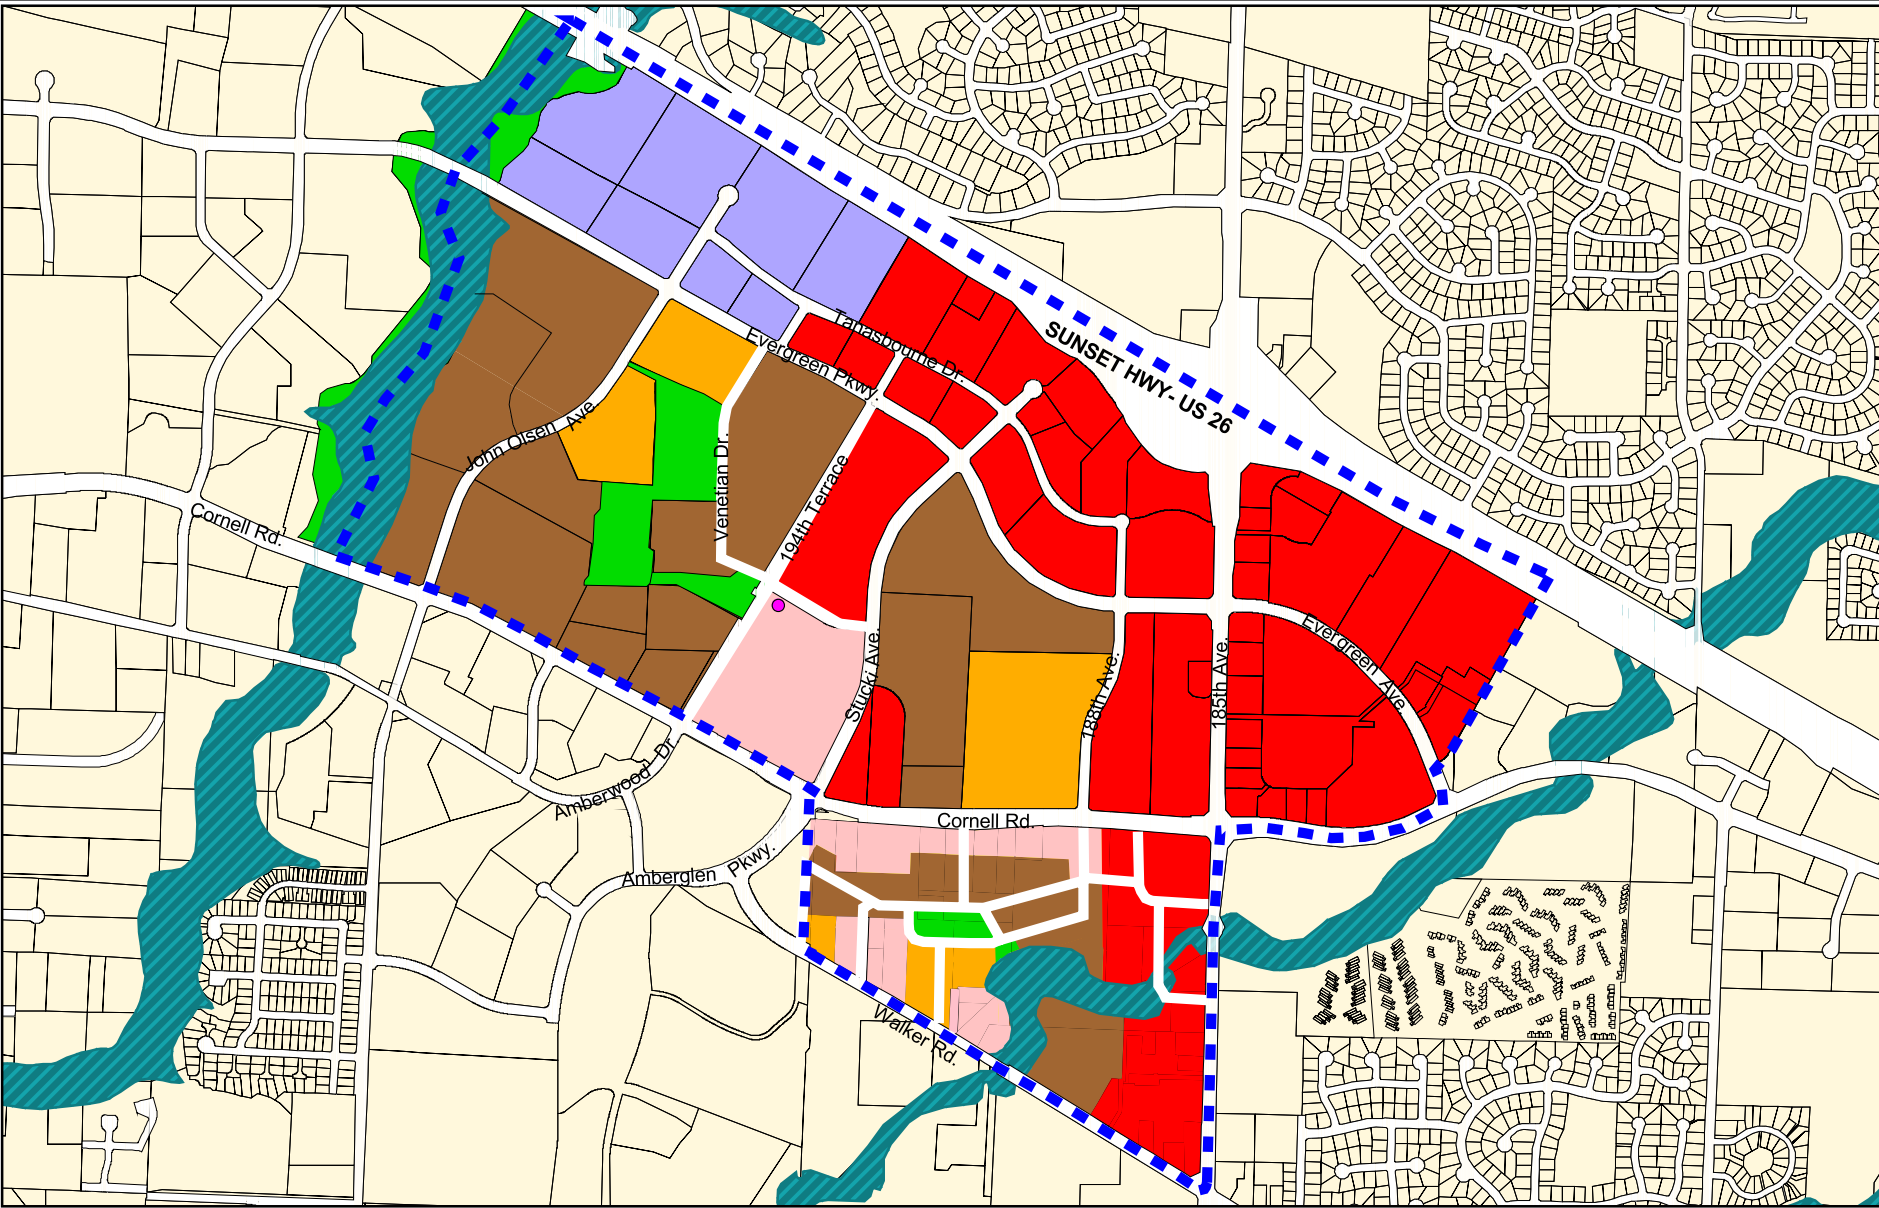 Tanasbourne Dr.
SUNSET HWY- US 26
Evergreen Pkwy.
John Olsen Ave.
Venetian Dr.
194th Terrace
Cornell Rd.
Evergreen Ave.
Stucki Ave.
188th Ave.
185th Ave.
Amberwood Dr.
Cornell Rd.
Amberglen Pkwy.
Walker Rd.